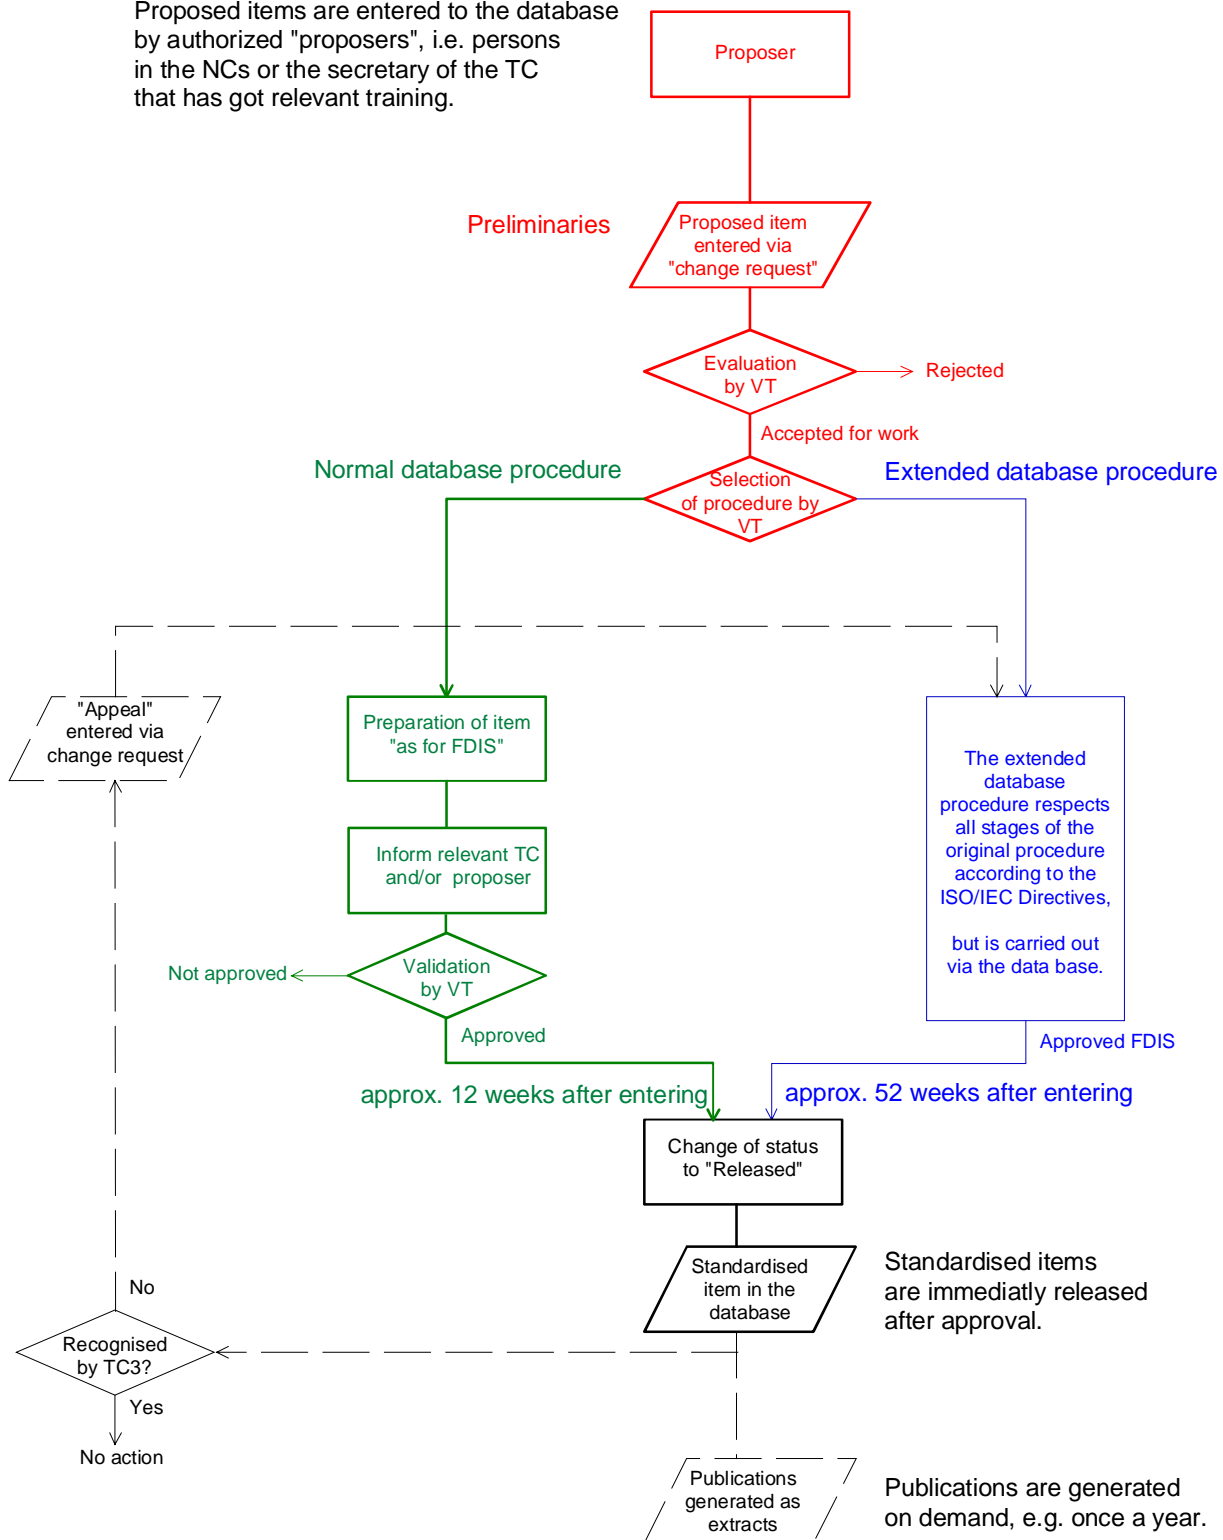 Proposed items are entered to the database
by authorized "proposers", i.e. persons
in the NCs or the secretary of the TC
that has got relevant training.
Proposer
Preliminaries
Proposed item
entered via
"change request"
Evaluation
by VT
Rejected
Accepted for work
Normal database procedure
Extended database procedure
Selection
of procedure by
VT
"Appeal"
entered via
change request
Preparation of item
"as for FDIS"
Inform relevant TC
and/or proposer
The extended
database
procedure respects
all stages of the
original procedure
according to the
ISO/IEC Directives,
but is carried out
via the data base.
Not approved
Validation
by VT
Approved
Approved FDIS
approx. 12 weeks after entering
approx. 52 weeks after entering
Change of status
to "Released"
Standardised
item in the
database
Standardised items
are immediatly released
after approval.
No
Recognised
by TC3?
Yes
No action
Publications
generated as
extracts
Publications are generated
on demand, e.g. once a year.